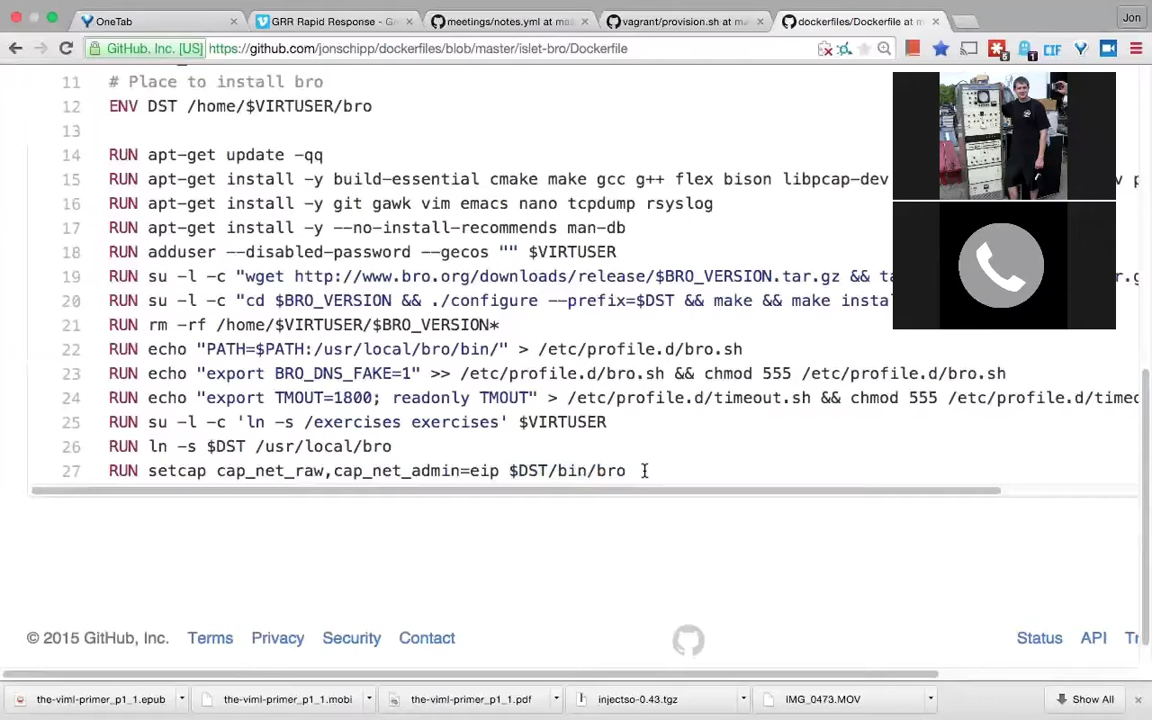 OneTab
GRR Rapid Response - G
meetings/notes.yml at mas
vagrant/provision.sh at ma
dockerfiles/Dockerfile at m
Jon
GitHub, Inc. [US] https://github.com/jonschipp/dockerfiles/blob/master/islet-bro/Dockerfile
CIF
11 # Place to install bro
12 ENV DST /home/$VIRTUSER/bro
13
14 RUN apt-get update -qq
15 RUN apt-get install -y build-essential cmake make gcc g++ flex bison libpcap-dev v p
16 RUN apt-get install -y git gawk vim emacs nano tcpdump rsyslog
17 RUN apt-get install -y --no-install-recommends man-db
18 RUN adduser --disabled-password --gecos "" $VIRTUSER
19 RUN su -l -c "wget http://www.bro.org/downloads/release/$BRO_VERSION.tar.gz && ta r.g
20 RUN su -l -c "cd $BRO_VERSION && ./configure --prefix=$DST && make && make instal
21 RUN rm -rf /home/$VIRTUSER/$BRO_VERSION*
22 RUN echo "PATH=$PATH:/usr/local/bro/bin/" > /etc/profile.d/bro.sh
23 RUN echo "export BRO_DNS_FAKE=1" >> /etc/profile.d/bro.sh && chmod 555 /etc/profile.d/bro.sh
24 RUN echo "export TMOUT=1800; readonly TMOUT" > /etc/profile.d/timeout.sh && chmod 555 /etc/profile.d/timeo
25 RUN su -l -c 'ln -s /exercises exercises' $VIRTUSER
26 RUN ln -s $DST /usr/local/bro
27 RUN setcap cap_net_raw,cap_net_admin=eip $DST/bin/bro
© 2015 GitHub, Inc. Terms Privacy Security Contact Status API Tr
the-viml-primer_p1_1.epub
the-viml-primer_p1_1.mobi
the-viml-primer_p1_1.pdf
injectso-0.43.tgz
IMG_0473.MOV
Show All